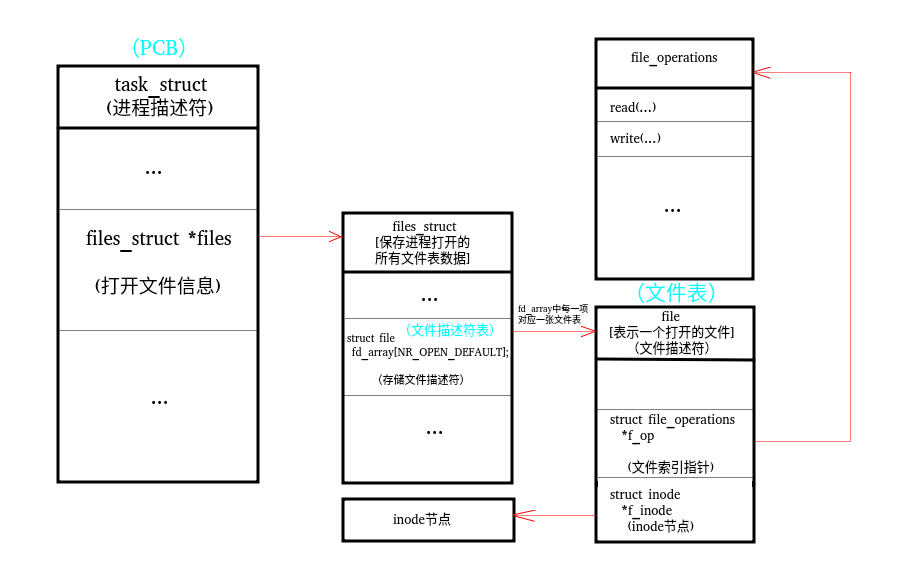 （PCB）
task_struct
(进程描述符)
...
files_struct *files
(打开文件信息)
...
files_struct
[保存进程打开的
所有文件表数据]
...
（文件描述符表）
struct file
fd_array[NR_OPEN_DEFAULT];
（存储文件描述符）
...
inode节点
fd_array中每一项
对应一张文件表
file_operations
read(...)
write(...)
...
（文件表）
file
[表示一个打开的文件]
（文件描述符）
struct file_operations
*f_op
(文件索引指针)
struct inode
*f_inode
(inode节点)